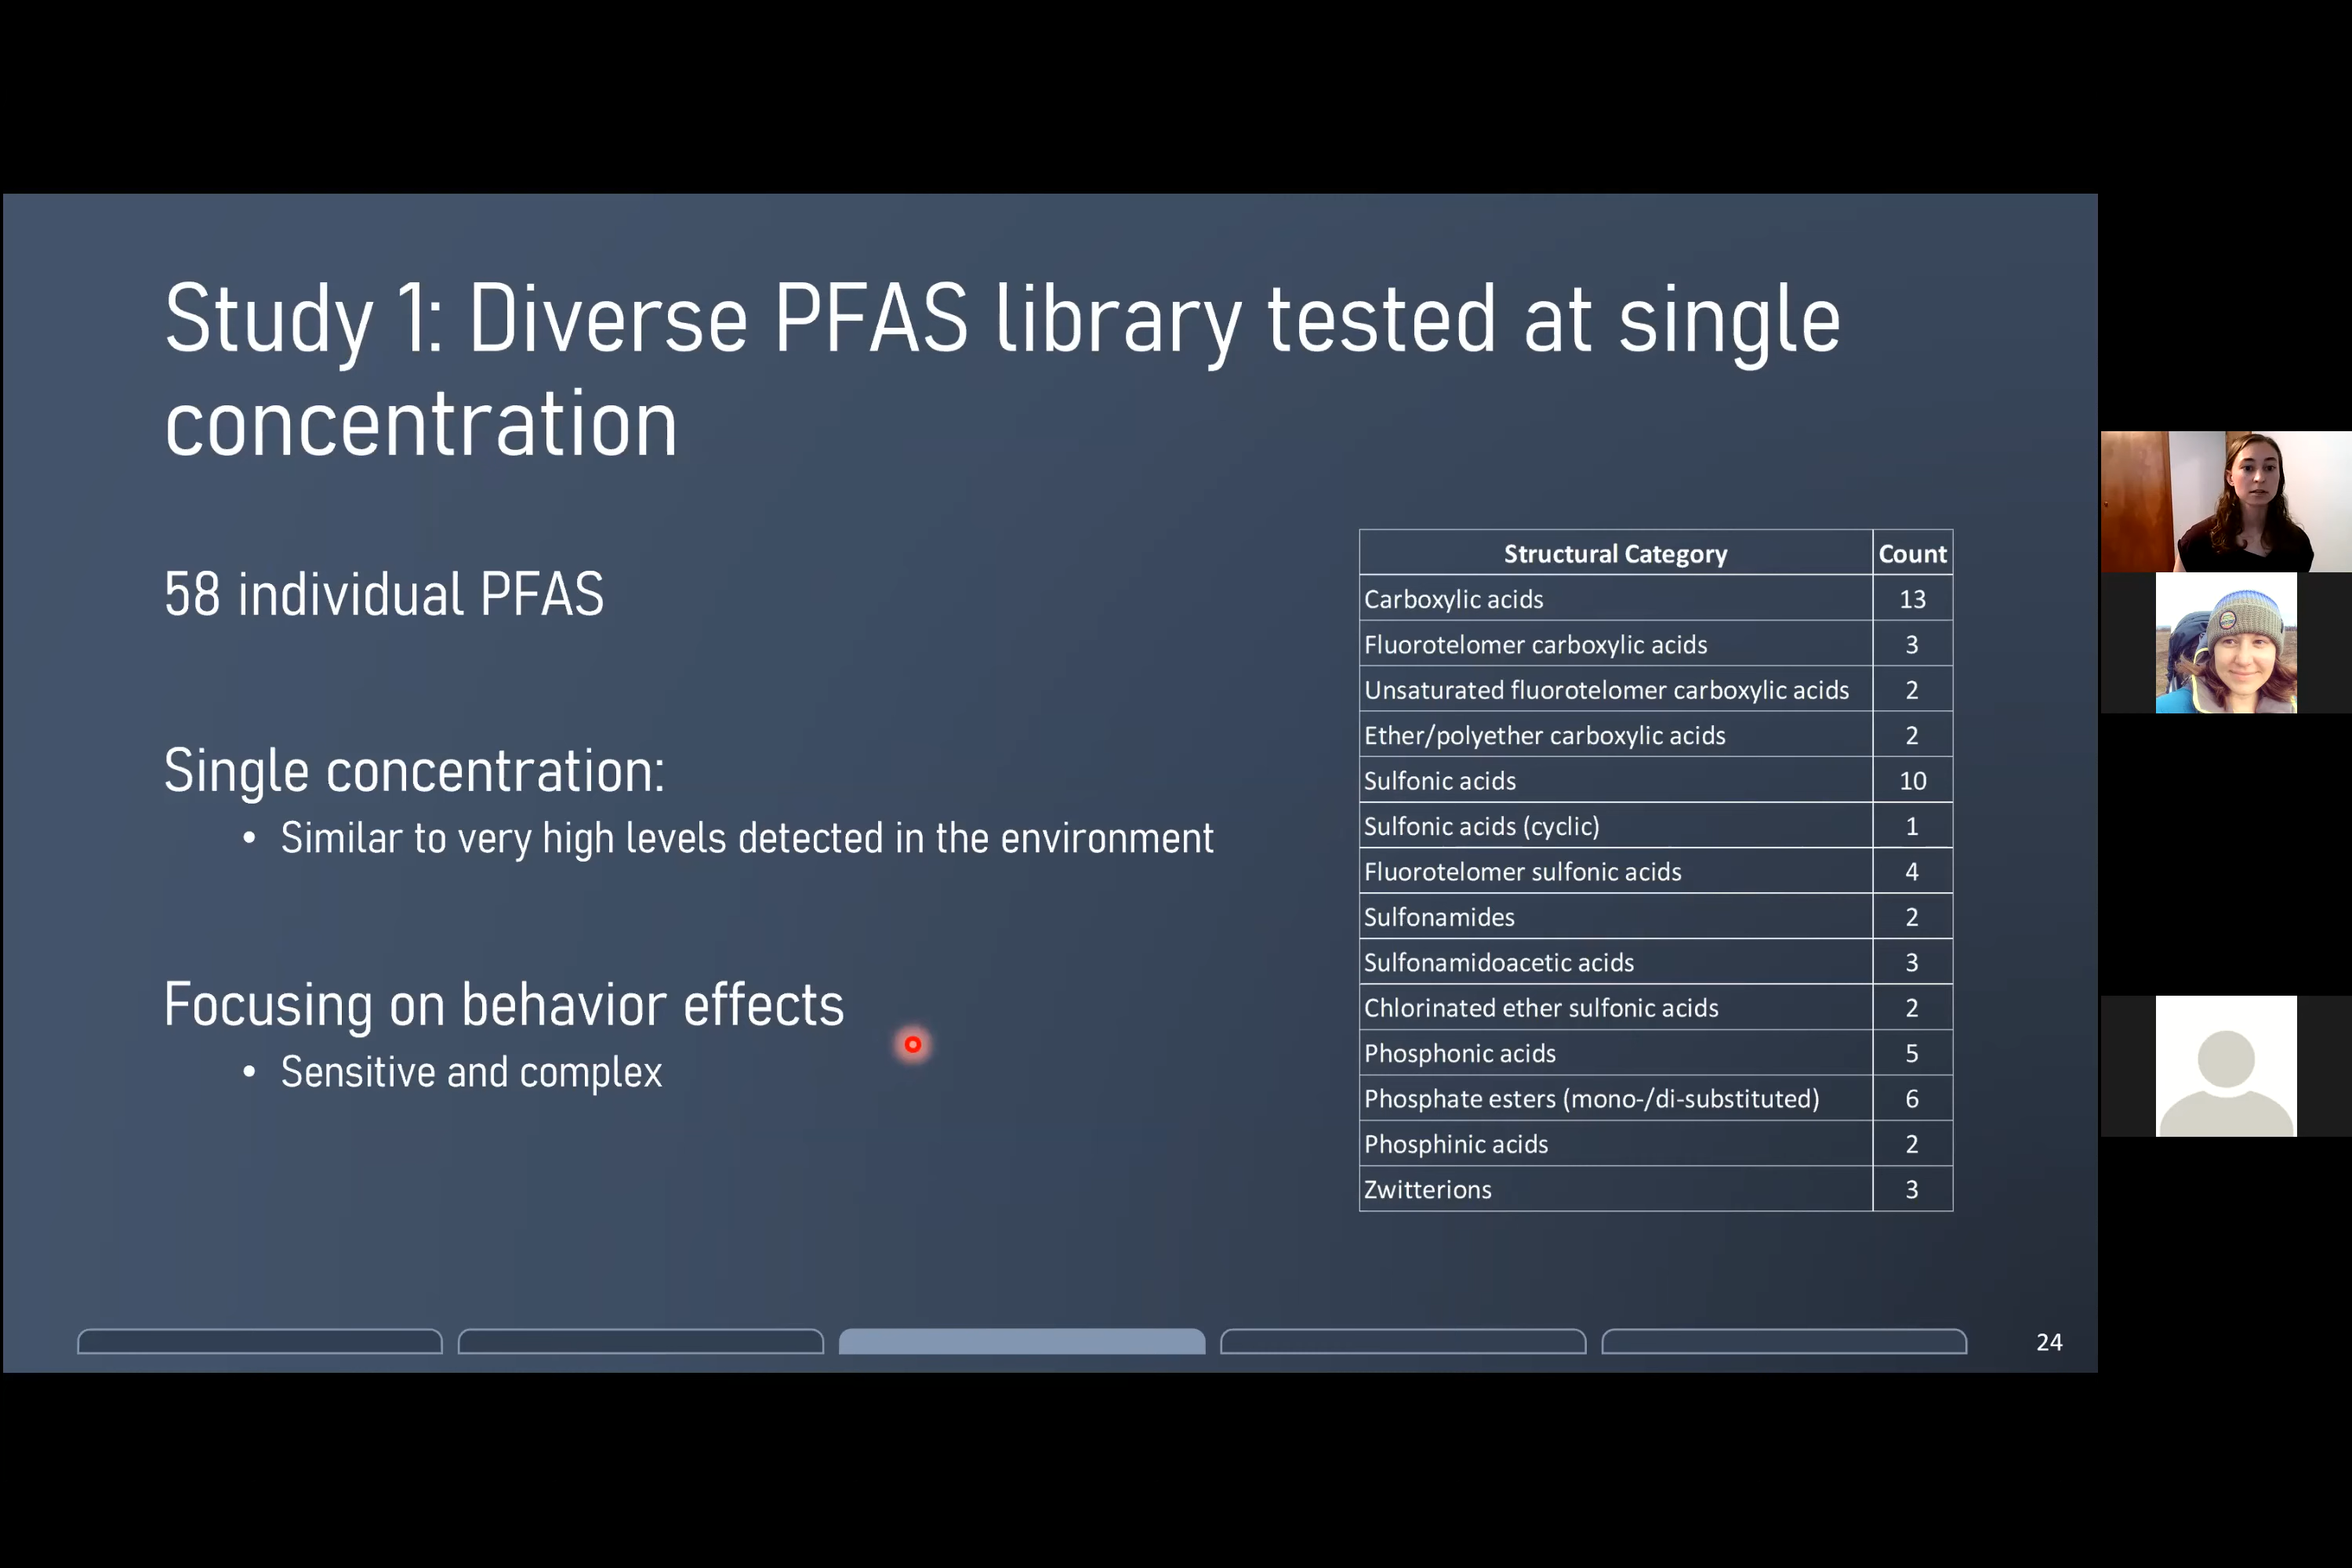 Study 1: Diverse PFAS library tested at single
concentration
58 individual PFAS
Single concentration:
• Similar to very high levels detected in the environment
Focusing on behavior effects
• Sensitive and complex
Structural Category Count
Carboxylic acids 13
Fluorotelomer carboxylic acids 3
Unsaturated fluorotelomer carboxylic acids 2
Ether/polyether carboxylic acids 2
Sulfonic acids 10
Sulfonic acids (cyclic) 1
Fluorotelomer sulfonic acids 4
Sulfonamides 2
Sulfonamidoacetic acids 3
Chlorinated ether sulfonic acids 2
Phosphonic acids 5
Phosphate esters (mono-/di-substituted) 6
Phosphinic acids 2
Zwitterions 3
24